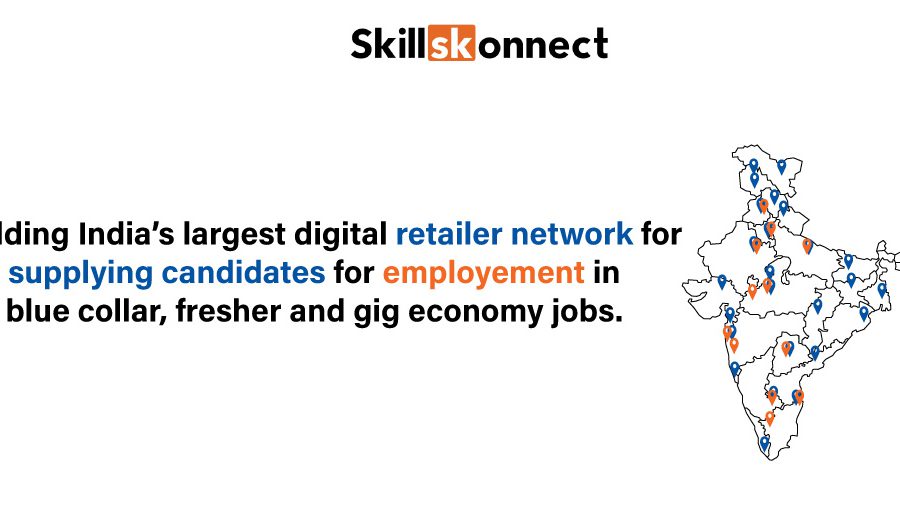 Skillskonnect
lding India's largest digital retailer network for
supplying candidates for employement in
blue collar, fresher and gig economy jobs.